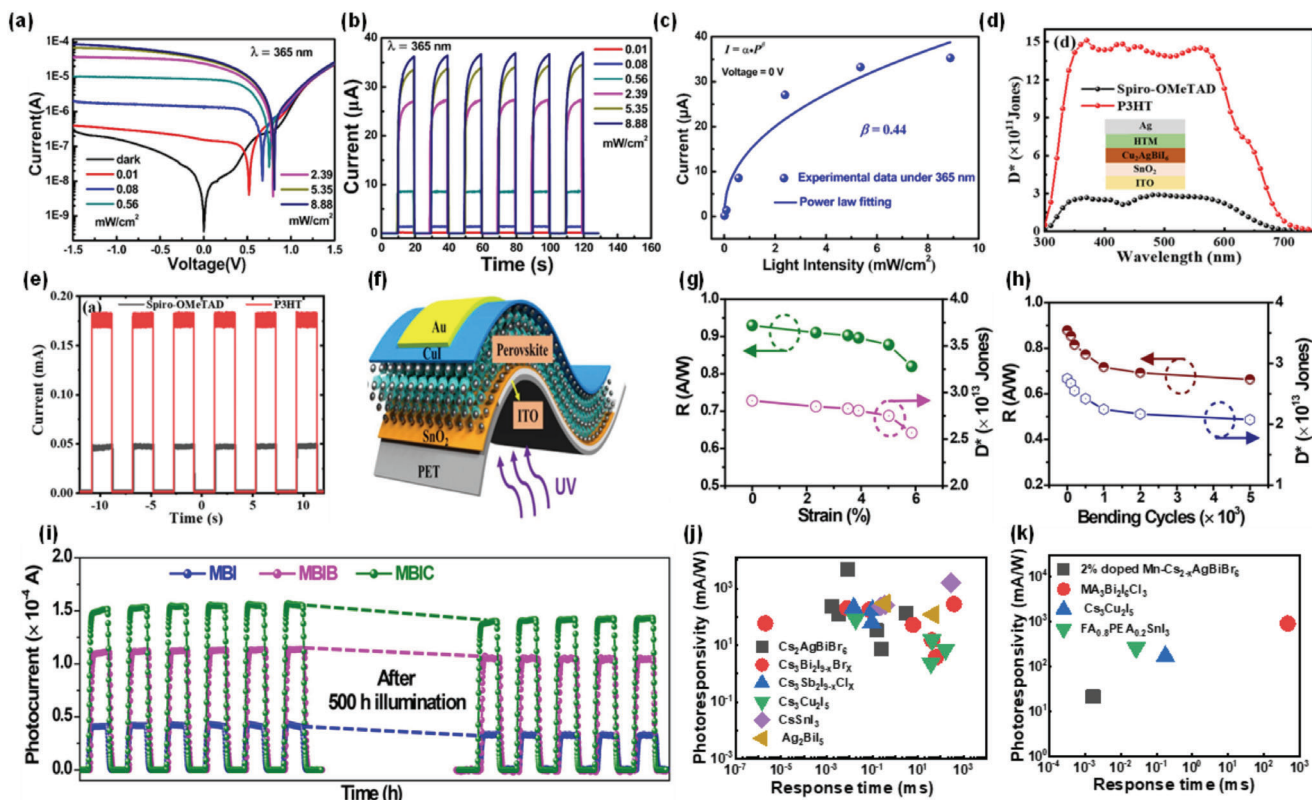 (a)
λ = 365 nm
1E-4
1E-5
1E-6
1E-7
1E-8
1E-9
Current(A)
dark
0.01
0.08
0.56
mW/cm²
2.39
5.35
8.88
mW/cm²
-1.5 -1.0 -0.5 0.0 0.5 1.0 1.5
Voltage(V)
(b)
λ = 365 nm
40
30
20
10
0
Current (μA)
0.01
0.08
0.56
2.39
5.35
8.88
mW/cm²
0 20 40 60 80 100 120 140 160
Time (s)
(c)
I = α•Pᵝ
Voltage = 0 V
β = 0.44
40
30
20
10
0
Current (μA)
Experimental data under 365 nm
Power law fitting
0 2 4 6 8 10
Light Intensity (mW/cm²)
(d)
(d)
15
12
9
6
3
0
D* (×10¹¹Jones)
Spiro-OMeTAD
P3HT
Ag
HTM
Cu₂AgBiI₆
SnO₂
ITO
300 400 500 600 700
Wavelength (nm)
(e)
(a)
Spiro-OMeTAD
P3HT
0.20
0.15
0.10
0.05
0.00
Current (mA)
-10 -5 0 5 10
Time (s)
(f)
Au
CuI
Perovskite
ITO
SnO₂
PET
UV
(g)
1.0
0.9
0.8
0.7
0.6
0.5
R (A/W)
4.0
3.5
3.0
2.5
2.0
D* (× 10¹³ Jones)
0 2 4 6
Strain (%)
(h)
1.2
1.0
0.8
0.6
0.4
0.2
R (A/W)
4
3
2
1
D* (× 10¹³ Jones)
0 1 2 3 4 5
Bending Cycles (× 10³)
(i)
MBI
MBIB
MBIC
2.0
1.5
1.0
0.5
0.0
Photocurrent (× 10⁻⁴ A)
After
500 h illumination
Time (h)
(j)
10³
10¹
10⁻¹
10⁻³
Photoresponsivity (mA/W)
Cs₂AgBiBr₆
Cs₃Bi₂I₉₋ₓBrₓ
Cs₃Sb₂I₉₋ₓClₓ
Cs₃Cu₂I₅
CsSnI₃
Ag₂BiI₅
10⁻⁷ 10⁻⁵ 10⁻³ 10⁻¹ 10¹ 10³ 10⁵
Response time (ms)
(k)
10⁴
10³
10²
10¹
10⁰
Photoresponsivity (mA/W)
2% doped Mn-Cs₂₋ₓAgBiBr₆
MA₃Bi₂I₆Cl₃
Cs₃Cu₂I₅
FA₀.₈PEA₀.₂SnI₃
10⁻⁴ 10⁻³ 10⁻² 10⁻¹ 10⁰ 10¹ 10² 10³
Response time (ms)